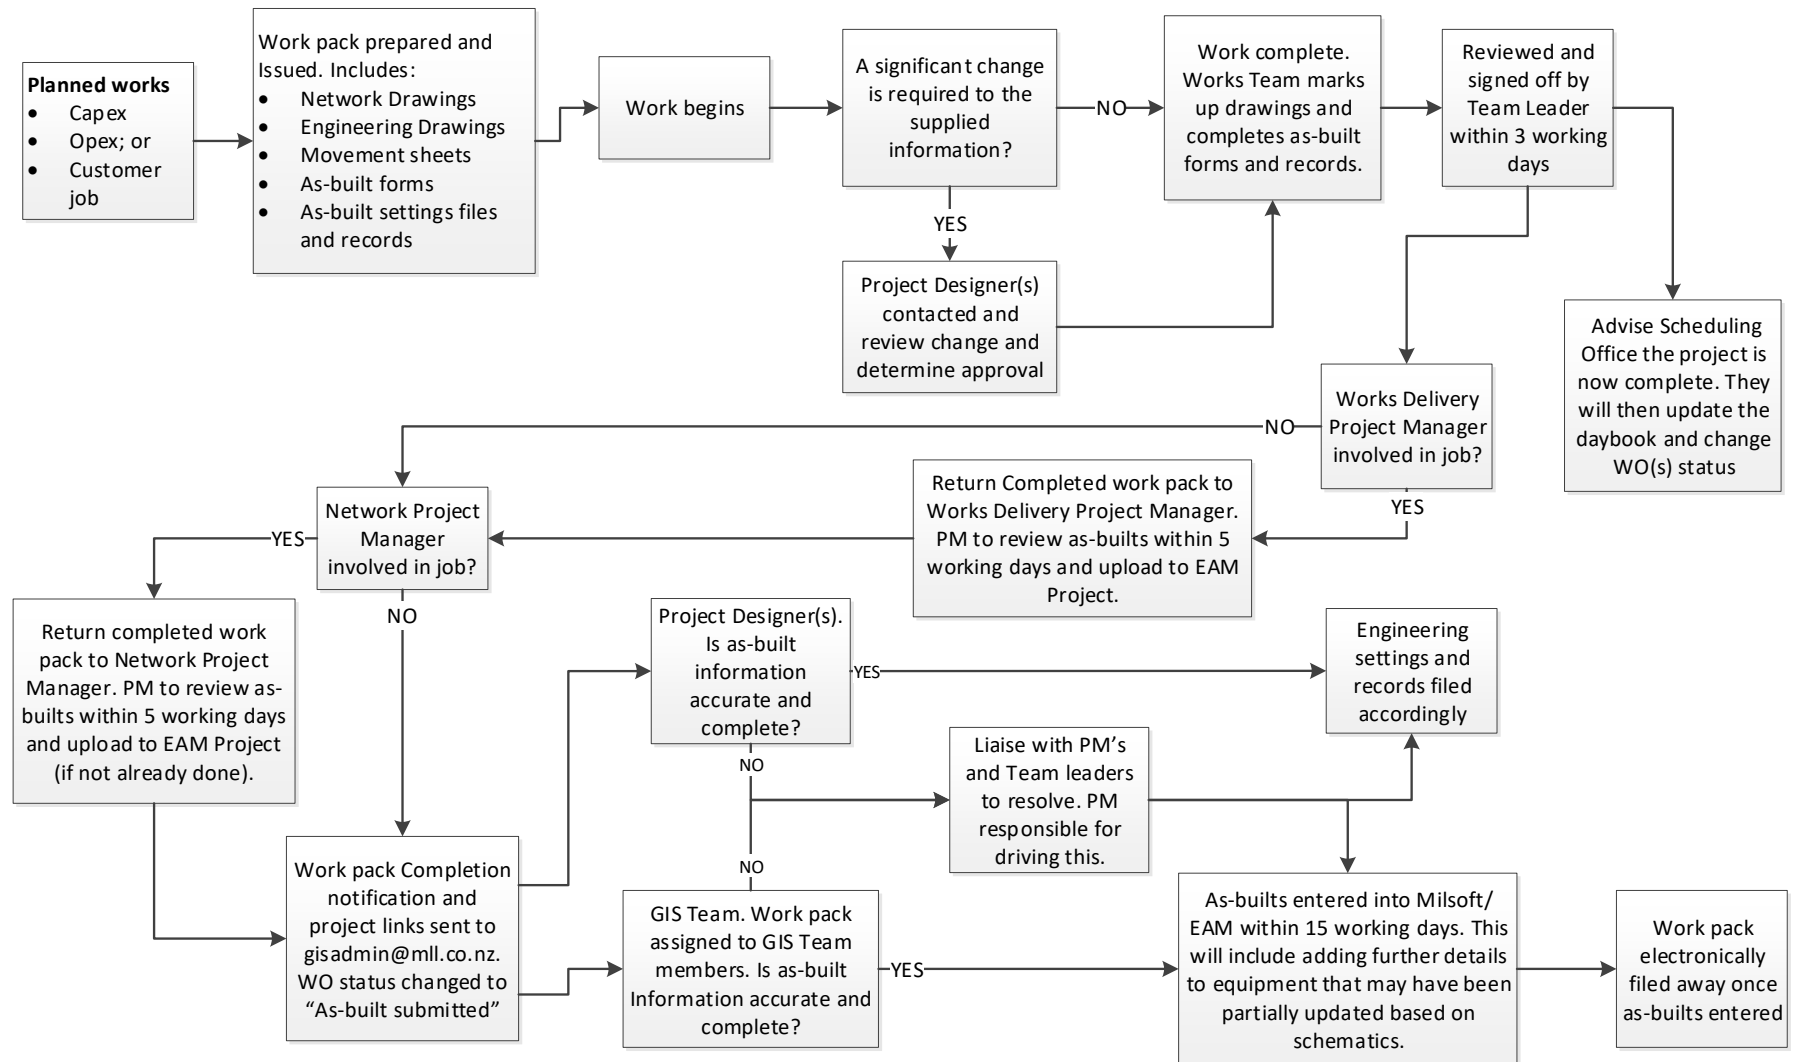 Planned works
• Capex
• Opex; or
• Customer
job
Work pack prepared and
Issued. Includes:
• Network Drawings
• Engineering Drawings
• Movement sheets
• As-built forms
• As-built settings files
and records
Work begins
A significant change
is required to the
supplied
information?
NO
YES
Work complete.
Works Team marks
up drawings and
completes as-built
forms and records.
Reviewed and
signed off by
Team Leader
within 3 working
days
Project Designer(s)
contacted and
review change and
determine approval
Advise Scheduling
Office the project is
now complete. They
will then update the
daybook and change
WO(s) status
Works Delivery
Project Manager
involved in job?
NO
YES
Return Completed work pack to
Works Delivery Project Manager.
PM to review as-builts within 5
working days and upload to EAM
Project.
Network Project
Manager
involved in job?
YES
NO
Return completed work
pack to Network Project
Manager. PM to review as-
builts within 5 working days
and upload to EAM Project
(if not already done).
Project Designer(s).
Is as-built
information
accurate and
complete?
YES
NO
Engineering
settings and
records filed
accordingly
Liaise with PM’s
and Team leaders
to resolve. PM
responsible for
driving this.
Work pack Completion
notification and
project links sent to
gisadmin@mll.co.nz.
WO status changed to
“As-built submitted”
NO
GIS Team. Work pack
assigned to GIS Team
members. Is as-built
Information accurate and
complete?
YES
As-builts entered into Milsoft/
EAM within 15 working days. This
will include adding further details
to equipment that may have been
partially updated based on
schematics.
Work pack
electronically
filed away once
as-builts entered